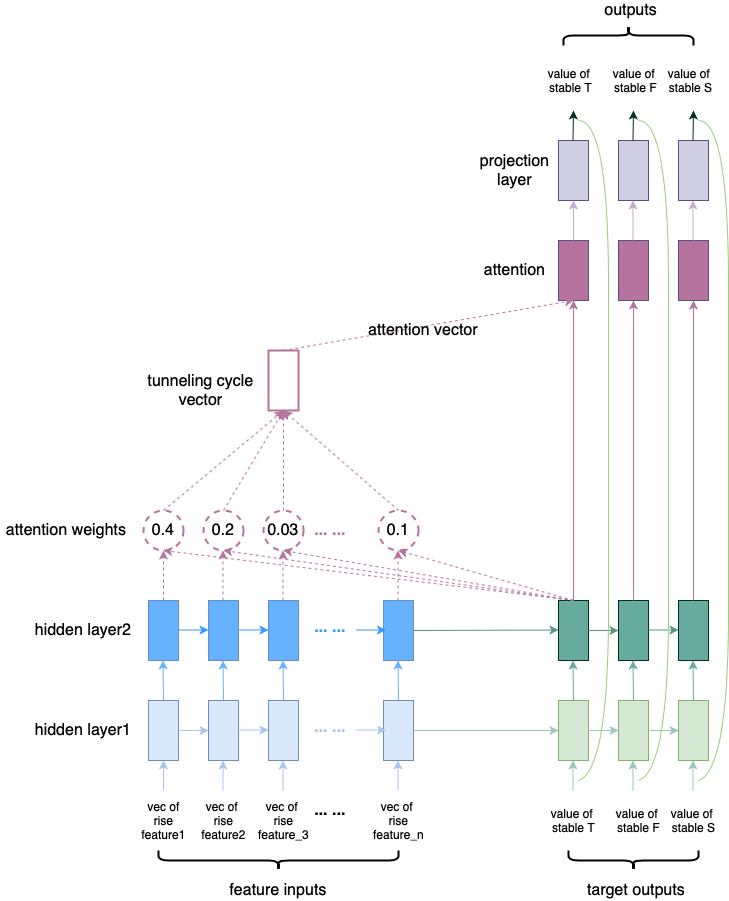 outputs
value of
stable T
value of
stable F
value of
stable S
projection
layer
attention
attention vector
tunneling cycle
vector
attention weights
0.4
0.2
0.03
... ...
0.1
hidden layer2
... ...
hidden layer1
... ...
vec of
rise
feature1
vec of
rise
feature2
vec of
rise
feature_3
... ...
vec of
rise
feature_n
value of
stable T
value of
stable F
value of
stable S
feature inputs
target outputs